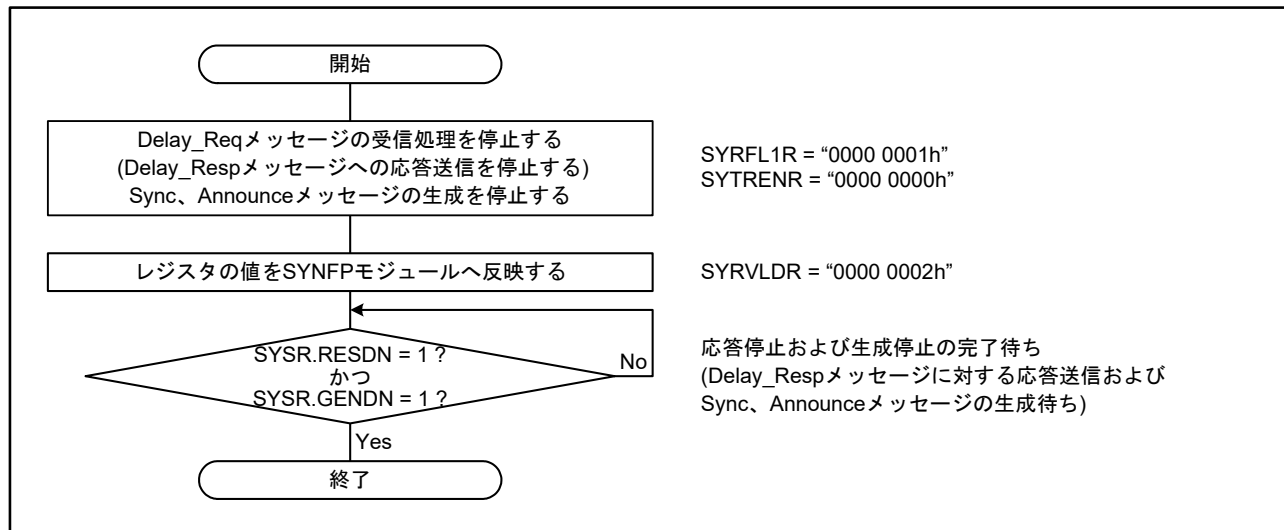 開始
Delay_Reqメッセージの受信処理を停止する
(Delay_Respメッセージへの応答送信を停止する)
Sync、Announceメッセージの生成を停止する
SYRFL1R = “0000 0001h”
SYTRENR = “0000 0000h”
レジスタの値をSYNFPモジュールへ反映する
SYRVLDR = “0000 0002h”
SYSR.RESDN = 1 ?
かつ
SYSR.GENDN = 1 ?
No
応答停止および生成停止の完了待ち
(Delay_Respメッセージに対する応答送信および
Sync、Announceメッセージの生成待ち)
Yes
終了